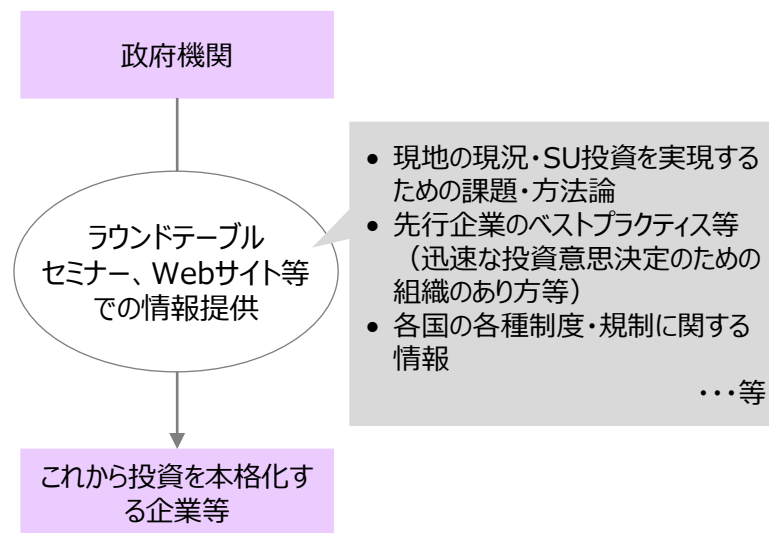 政府機関
ラウンドテーブル
セミナー、Webサイト等
での情報提供
• 現地の現況・SU投資を実現する
ための課題・方法論
• 先行企業のベストプラクティス等
（迅速な投資意思決定のための
組織のあり方等）
• 各国の各種制度・規制に関する
情報
・・・等
これから投資を本格化す
る企業等